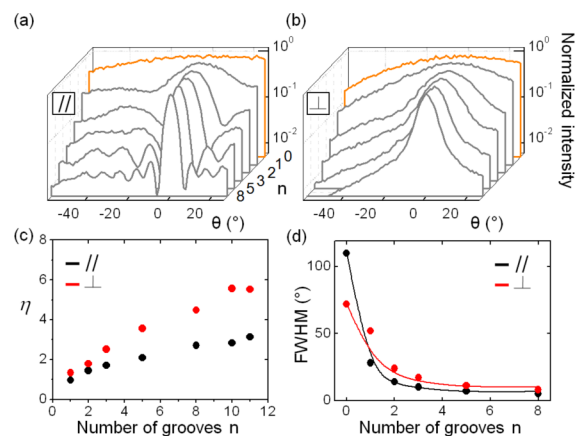 (a)
//
10⁰
10⁻¹
10⁻²
-40 -20 0 20
θ (°)
8 5 3 2 1 0
n
(b)
⊥
10⁰
10⁻¹
10⁻²
Normalized intensity
-40 -20 0 20
θ (°)
(c)
//
⊥
8
6
4
2
0
η
0 2 4 6 8 10 12
Number of grooves n
(d)
//
⊥
100
50
0
FWHM (°)
0 2 4 6 8
Number of grooves n